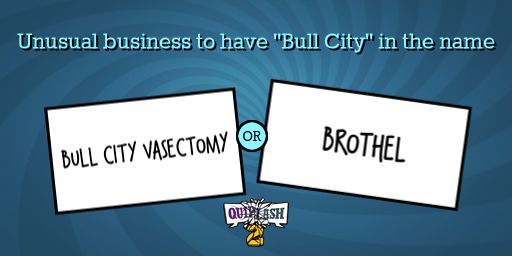 Unusual business to have "Bull City" in the name
BULL CITY VASECTOMY
OR
BROTHEL
QUIPLASH
2